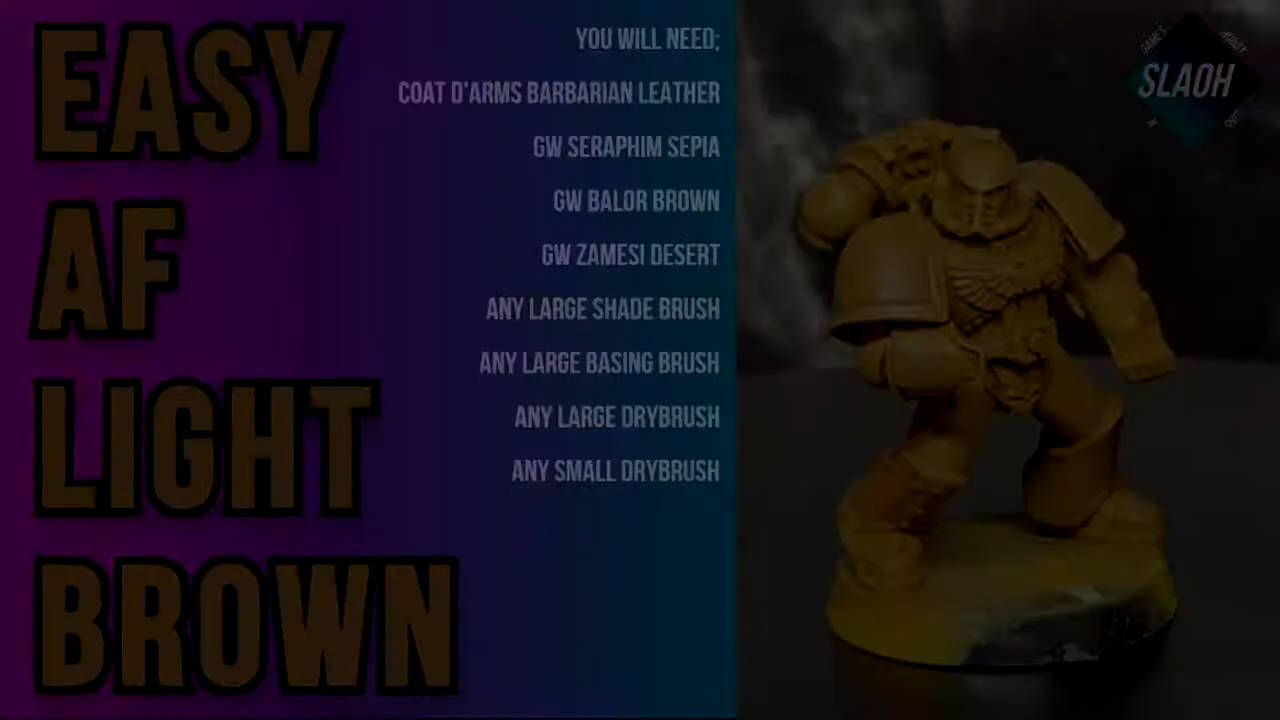 EASY
AF
LIGHT
BROWN
YOU WILL NEED;
COAT D'ARMS BARBARIAN LEATHER
GW SERAPHIM SEPIA
GW BALOR BROWN
GW ZAMESI DESERT
ANY LARGE SHADE BRUSH
ANY LARGE BASING BRUSH
ANY LARGE DRYBRUSH
ANY SMALL DRYBRUSH
GAMES
SLAOH